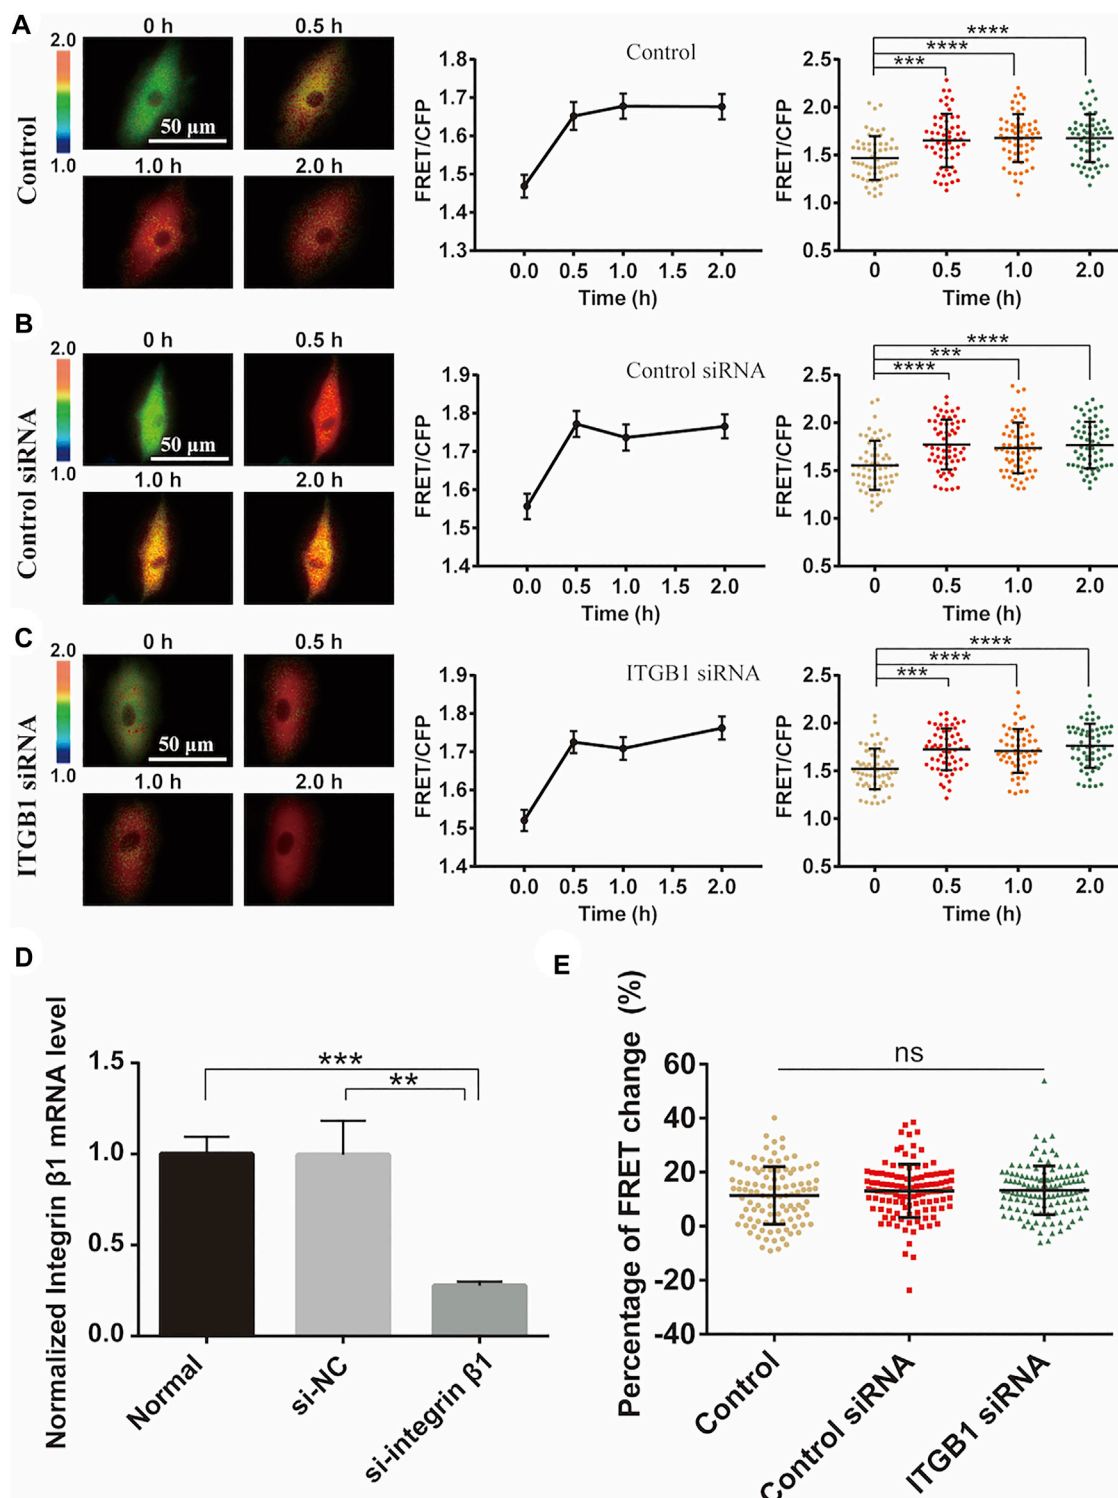 A
0 h
0.5 h
2.0
1.0
50 µm
1.0 h
2.0 h
Control
Control
FRET/CFP
1.8
1.7
1.6
1.5
1.4
1.3
0.0 0.5 1.0 1.5 2.0
Time (h)
****
****
***
FRET/CFP
2.5
2.0
1.5
1.0
0.5
0 0.5 1.0 2.0
Time (h)
B
0 h
0.5 h
2.0
1.0
50 µm
1.0 h
2.0 h
Control siRNA
Control siRNA
FRET/CFP
1.9
1.8
1.7
1.6
1.5
1.4
0.0 0.5 1.0 1.5 2.0
Time (h)
****
***
****
FRET/CFP
2.5
2.0
1.5
1.0
0.5
0 0.5 1.0 2.0
Time (h)
C
0 h
0.5 h
2.0
1.0
50 µm
1.0 h
2.0 h
ITGB1 siRNA
ITGB1 siRNA
FRET/CFP
1.9
1.8
1.7
1.6
1.5
1.4
0.0 0.5 1.0 1.5 2.0
Time (h)
****
****
***
FRET/CFP
2.5
2.0
1.5
1.0
0.5
0 0.5 1.0 2.0
Time (h)
D
Normalized Integrin β1 mRNA level
1.5
1.0
0.5
0.0
***
**
Normal
si-NC
si-integrin β1
E
Percentage of FRET change (%)
60
40
20
0
-20
-40
ns
Control
Control siRNA
ITGB1 siRNA